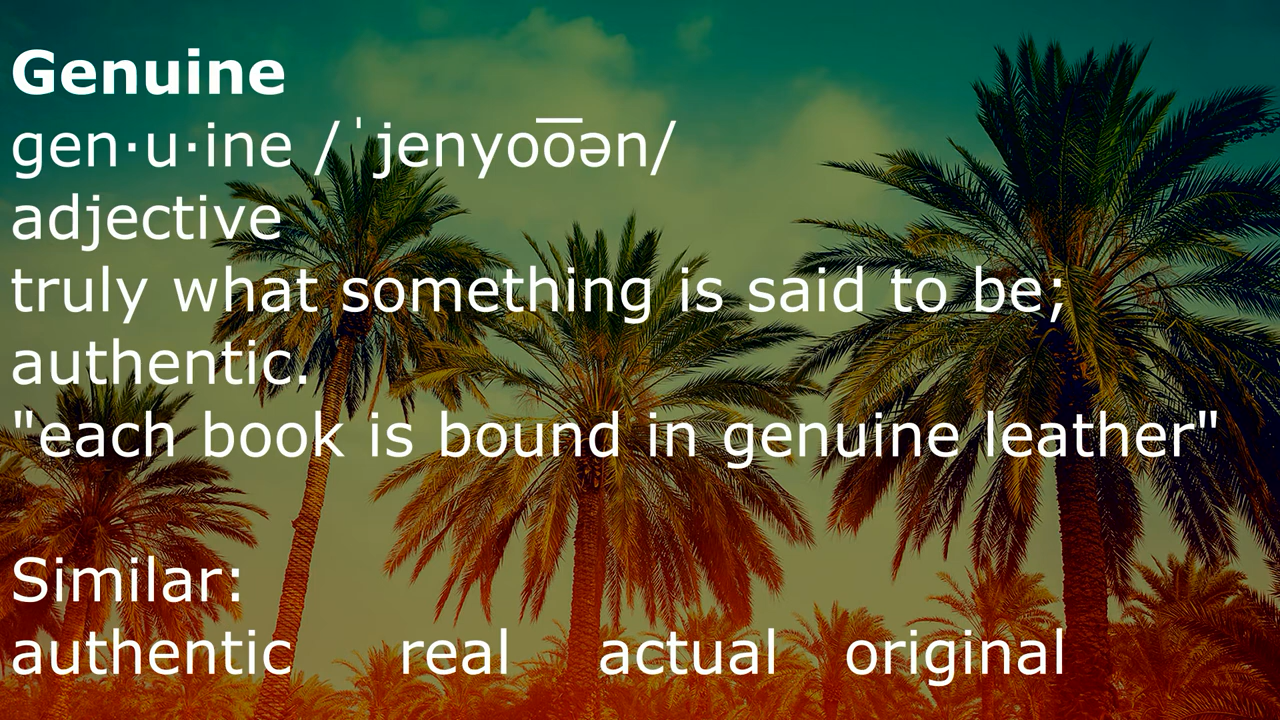 Genuine
gen·u·ine /ˈjenyo͞oən/
adjective
truly what something is said to be;
authentic.
"each book is bound in genuine leather"
Similar:
authentic real actual original